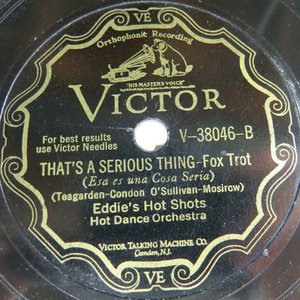 VE
Orthophonic Recording
"HIS MASTER'S VOICE"
VICTOR
For best results
use Victor Needles
V-38046-B
THAT'S A SERIOUS THING-Fox Trot
(Esa es una Cosa Seria)
(Teagarden-Condon O'Sullivan-Mosirow)
Eddie's Hot Shots
Hot Dance Orchestra
VICTOR TALKING MACHINE CO.
Camden, N.J.
VE